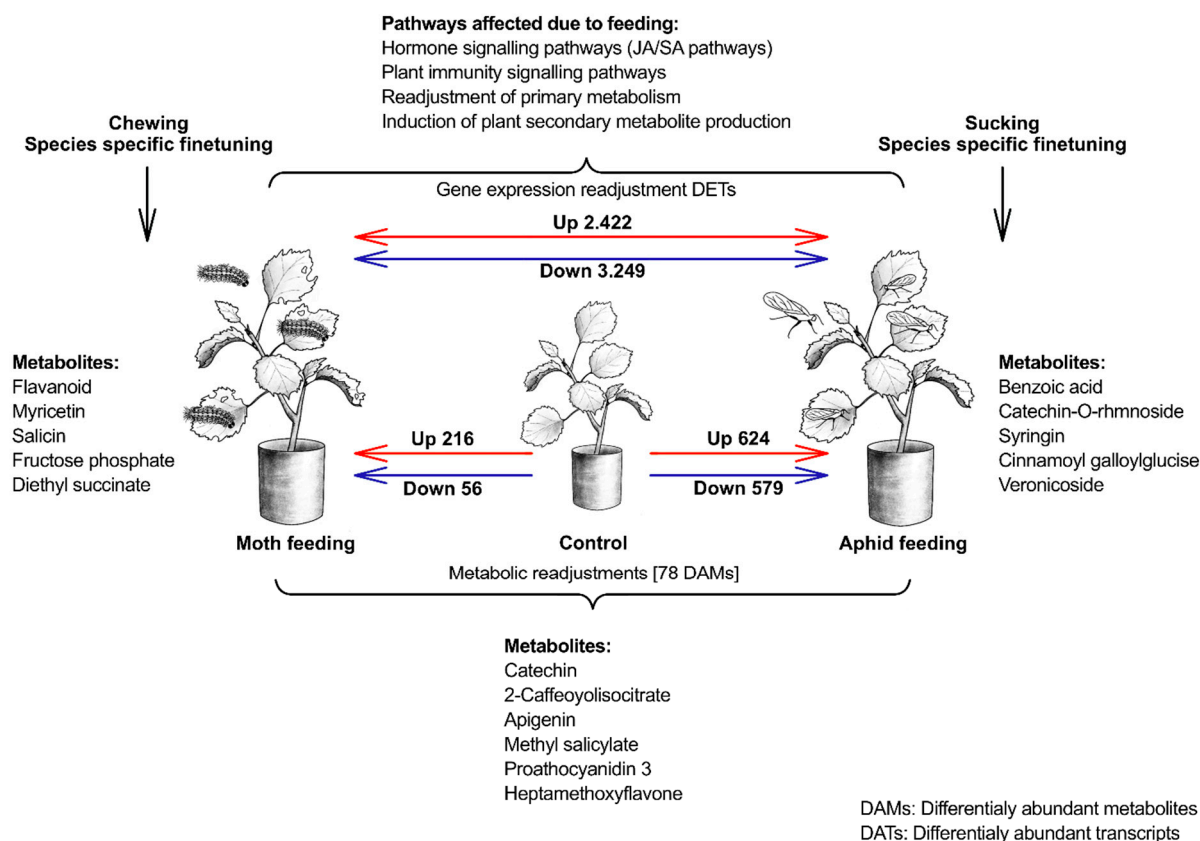 Pathways affected due to feeding:
Hormone signalling pathways (JA/SA pathways)
Plant immunity signalling pathways
Readjustment of primary metabolism
Induction of plant secondary metabolite production
Chewing
Species specific finetuning
Sucking
Species specific finetuning
Gene expression readjustment DETs
Up 2.422
Down 3.249
Metabolites:
Flavanoid
Myricetin
Salicin
Fructose phosphate
Diethyl succinate
Metabolites:
Benzoic acid
Catechin-O-rhmnoside
Syringin
Cinnamoyl galloylglucise
Veronicoside
Up 216
Down 56
Up 624
Down 579
Moth feeding
Control
Aphid feeding
Metabolic readjustments [78 DAMs]
Metabolites:
Catechin
2-Caffeoyolisocitrate
Apigenin
Methyl salicylate
Proathocyanidin 3
Heptamethoxyflavone
DAMs: Differentialy abundant metabolites
DATs: Differentialy abundant transcripts